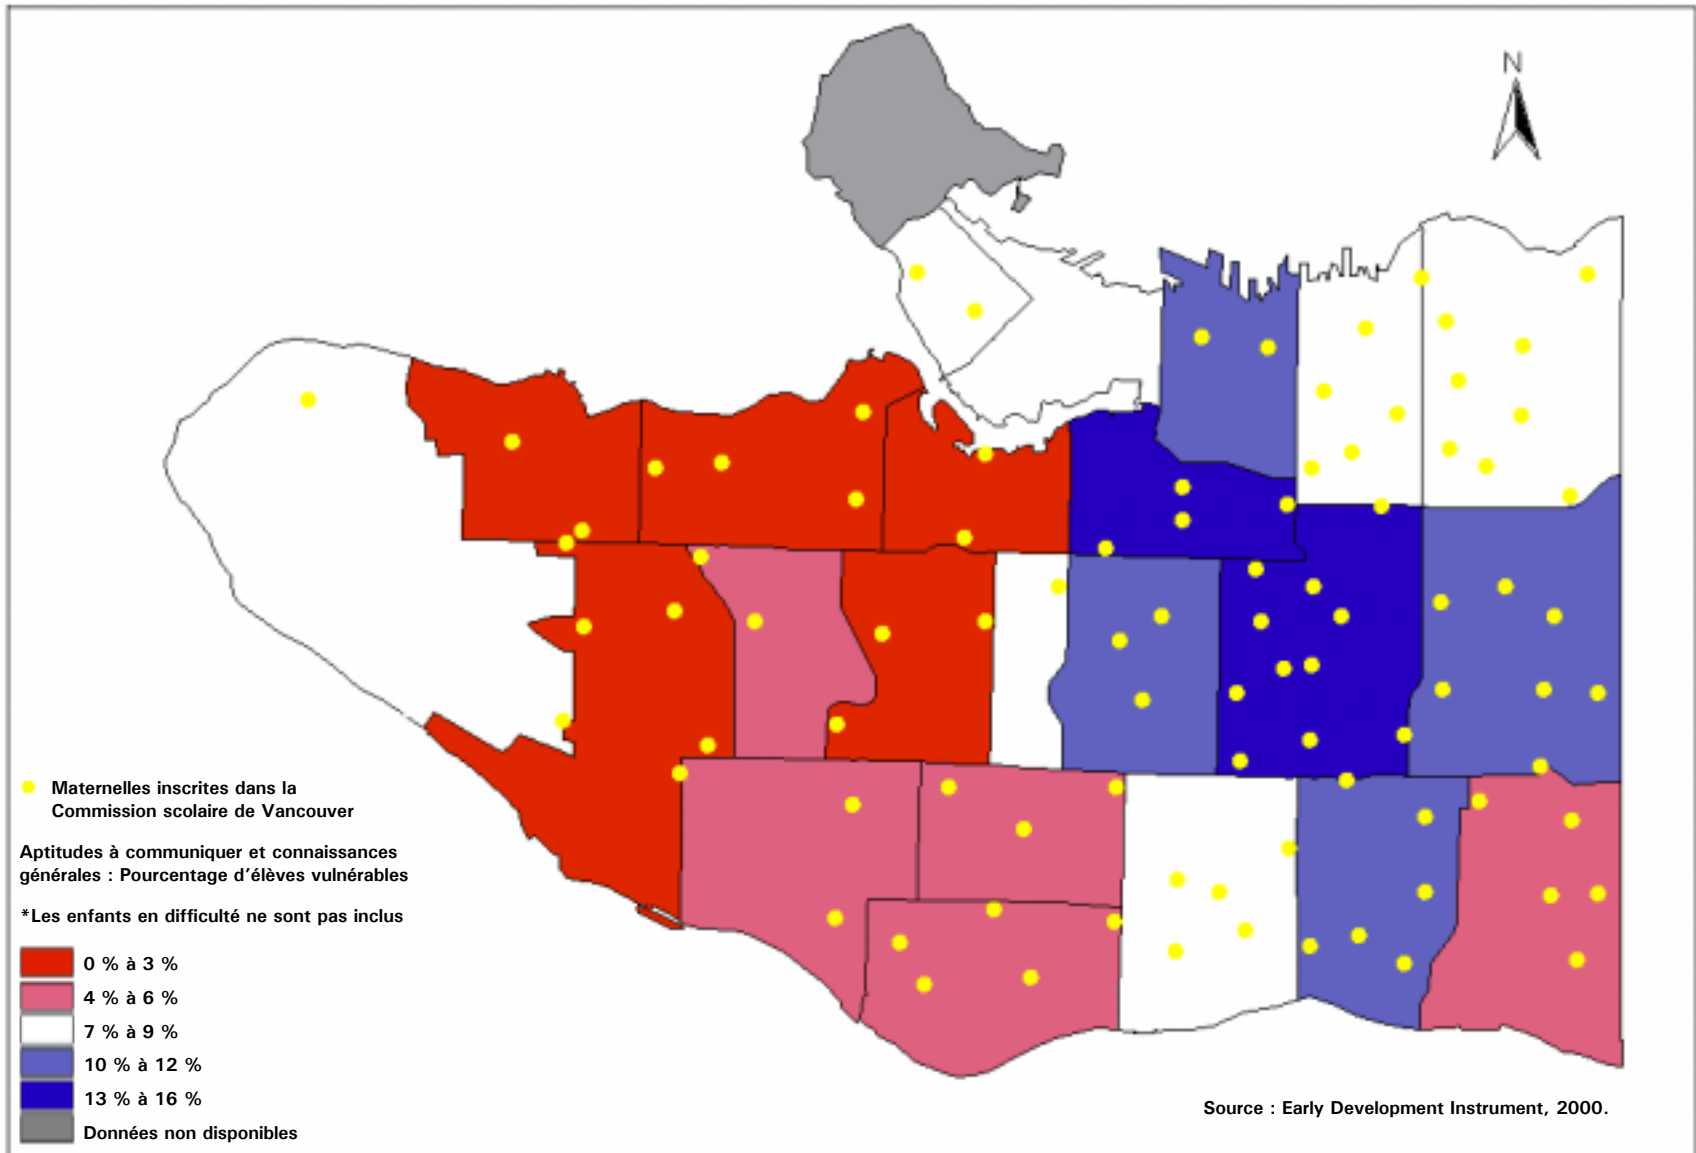 N
Maternelles inscrites dans la
Commission scolaire de Vancouver
Aptitudes à communiquer et connaissances
générales : Pourcentage d'élèves vulnérables
*Les enfants en difficulté ne sont pas inclus
0 % à 3 %
4 % à 6 %
7 % à 9 %
10 % à 12 %
13 % à 16 %
Données non disponibles
Source : Early Development Instrument, 2000.